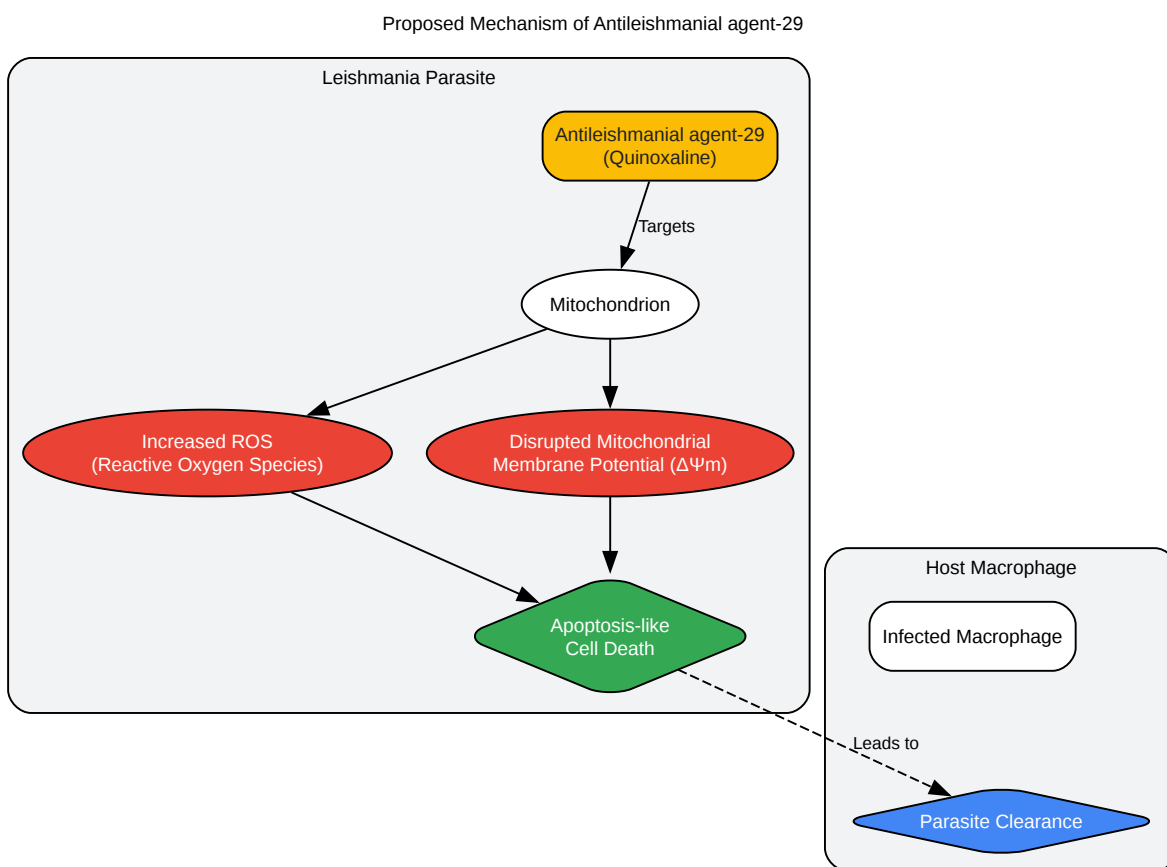 Proposed Mechanism of Antileishmanial agent-29
Leishmania Parasite
Antileishmanial agent-29
(Quinoxaline)
Targets
Mitochondrion
Increased ROS
(Reactive Oxygen Species)
Disrupted Mitochondrial
Membrane Potential (ΔΨm)
Apoptosis-like
Cell Death
Host Macrophage
Infected Macrophage
Leads to
Parasite Clearance